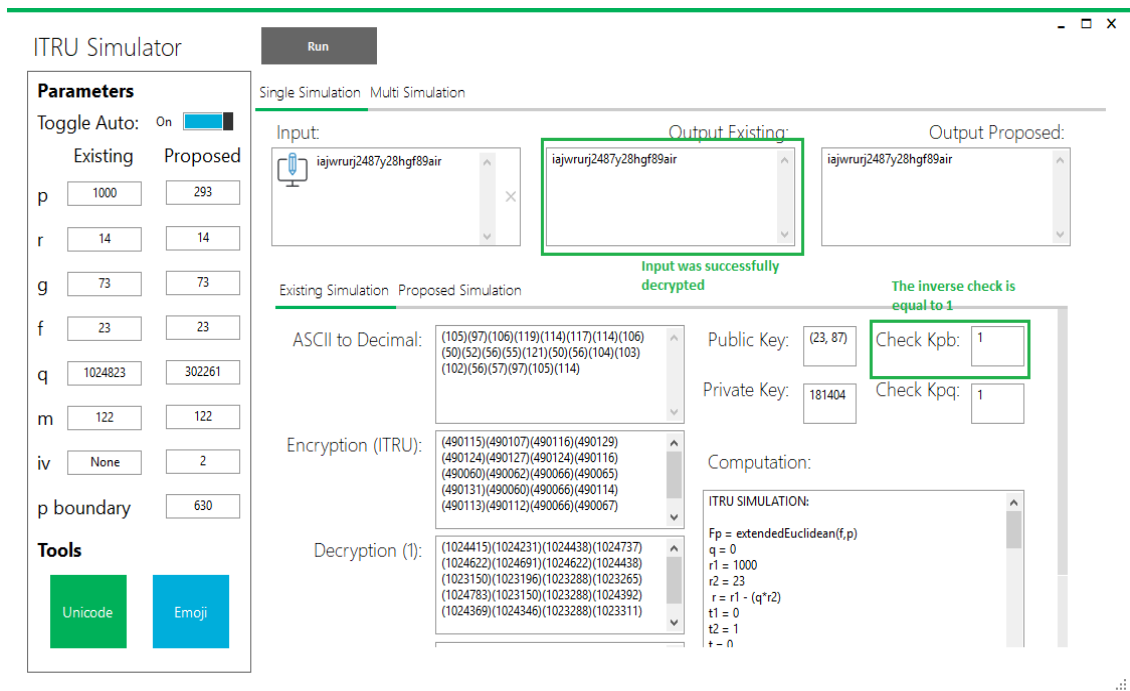 ITRU Simulator
Run
Parameters
Toggle Auto: On
Existing Proposed
p 1000 293
r 14 14
g 73 73
f 23 23
q 1024823 302261
m 122 122
iv None 2
p boundary 630
Tools
Unicode Emoji
Single Simulation Multi Simulation
Input: Output Existing: Output Proposed:
iajwrurj2487y28hgf89air iajwrurj2487y28hgf89air iajwrurj2487y28hgf89air
Input was successfully
decrypted
The inverse check is
equal to 1
Existing Simulation Proposed Simulation
ASCII to Decimal:
(105)(97)(106)(119)(114)(117)(114)(106)
(50)(52)(56)(55)(121)(50)(56)(104)(103)
(102)(56)(57)(97)(105)(114)
Public Key: (23, 87) Check Kpb: 1
Private Key: 181404 Check Kpq: 1
Encryption (ITRU):
(490115)(490107)(490116)(490129)
(490124)(490127)(490124)(490116)
(490060)(490062)(490066)(490065)
(490131)(490060)(490066)(490114)
(490113)(490112)(490066)(490067)
Decryption (1):
(1024415)(1024231)(1024438)(1024737)
(1024622)(1024691)(1024622)(1024438)
(1023150)(1023196)(1023288)(1023265)
(1024783)(1023150)(1023288)(1024392)
(1024369)(1024346)(1023288)(1023311)
Computation:
ITRU SIMULATION:
Fp = extendedEuclidean(f,p)
q = 0
r1 = 1000
r2 = 23
r = r1 - (q*r2)
t1 = 0
t2 = 1
t = 0